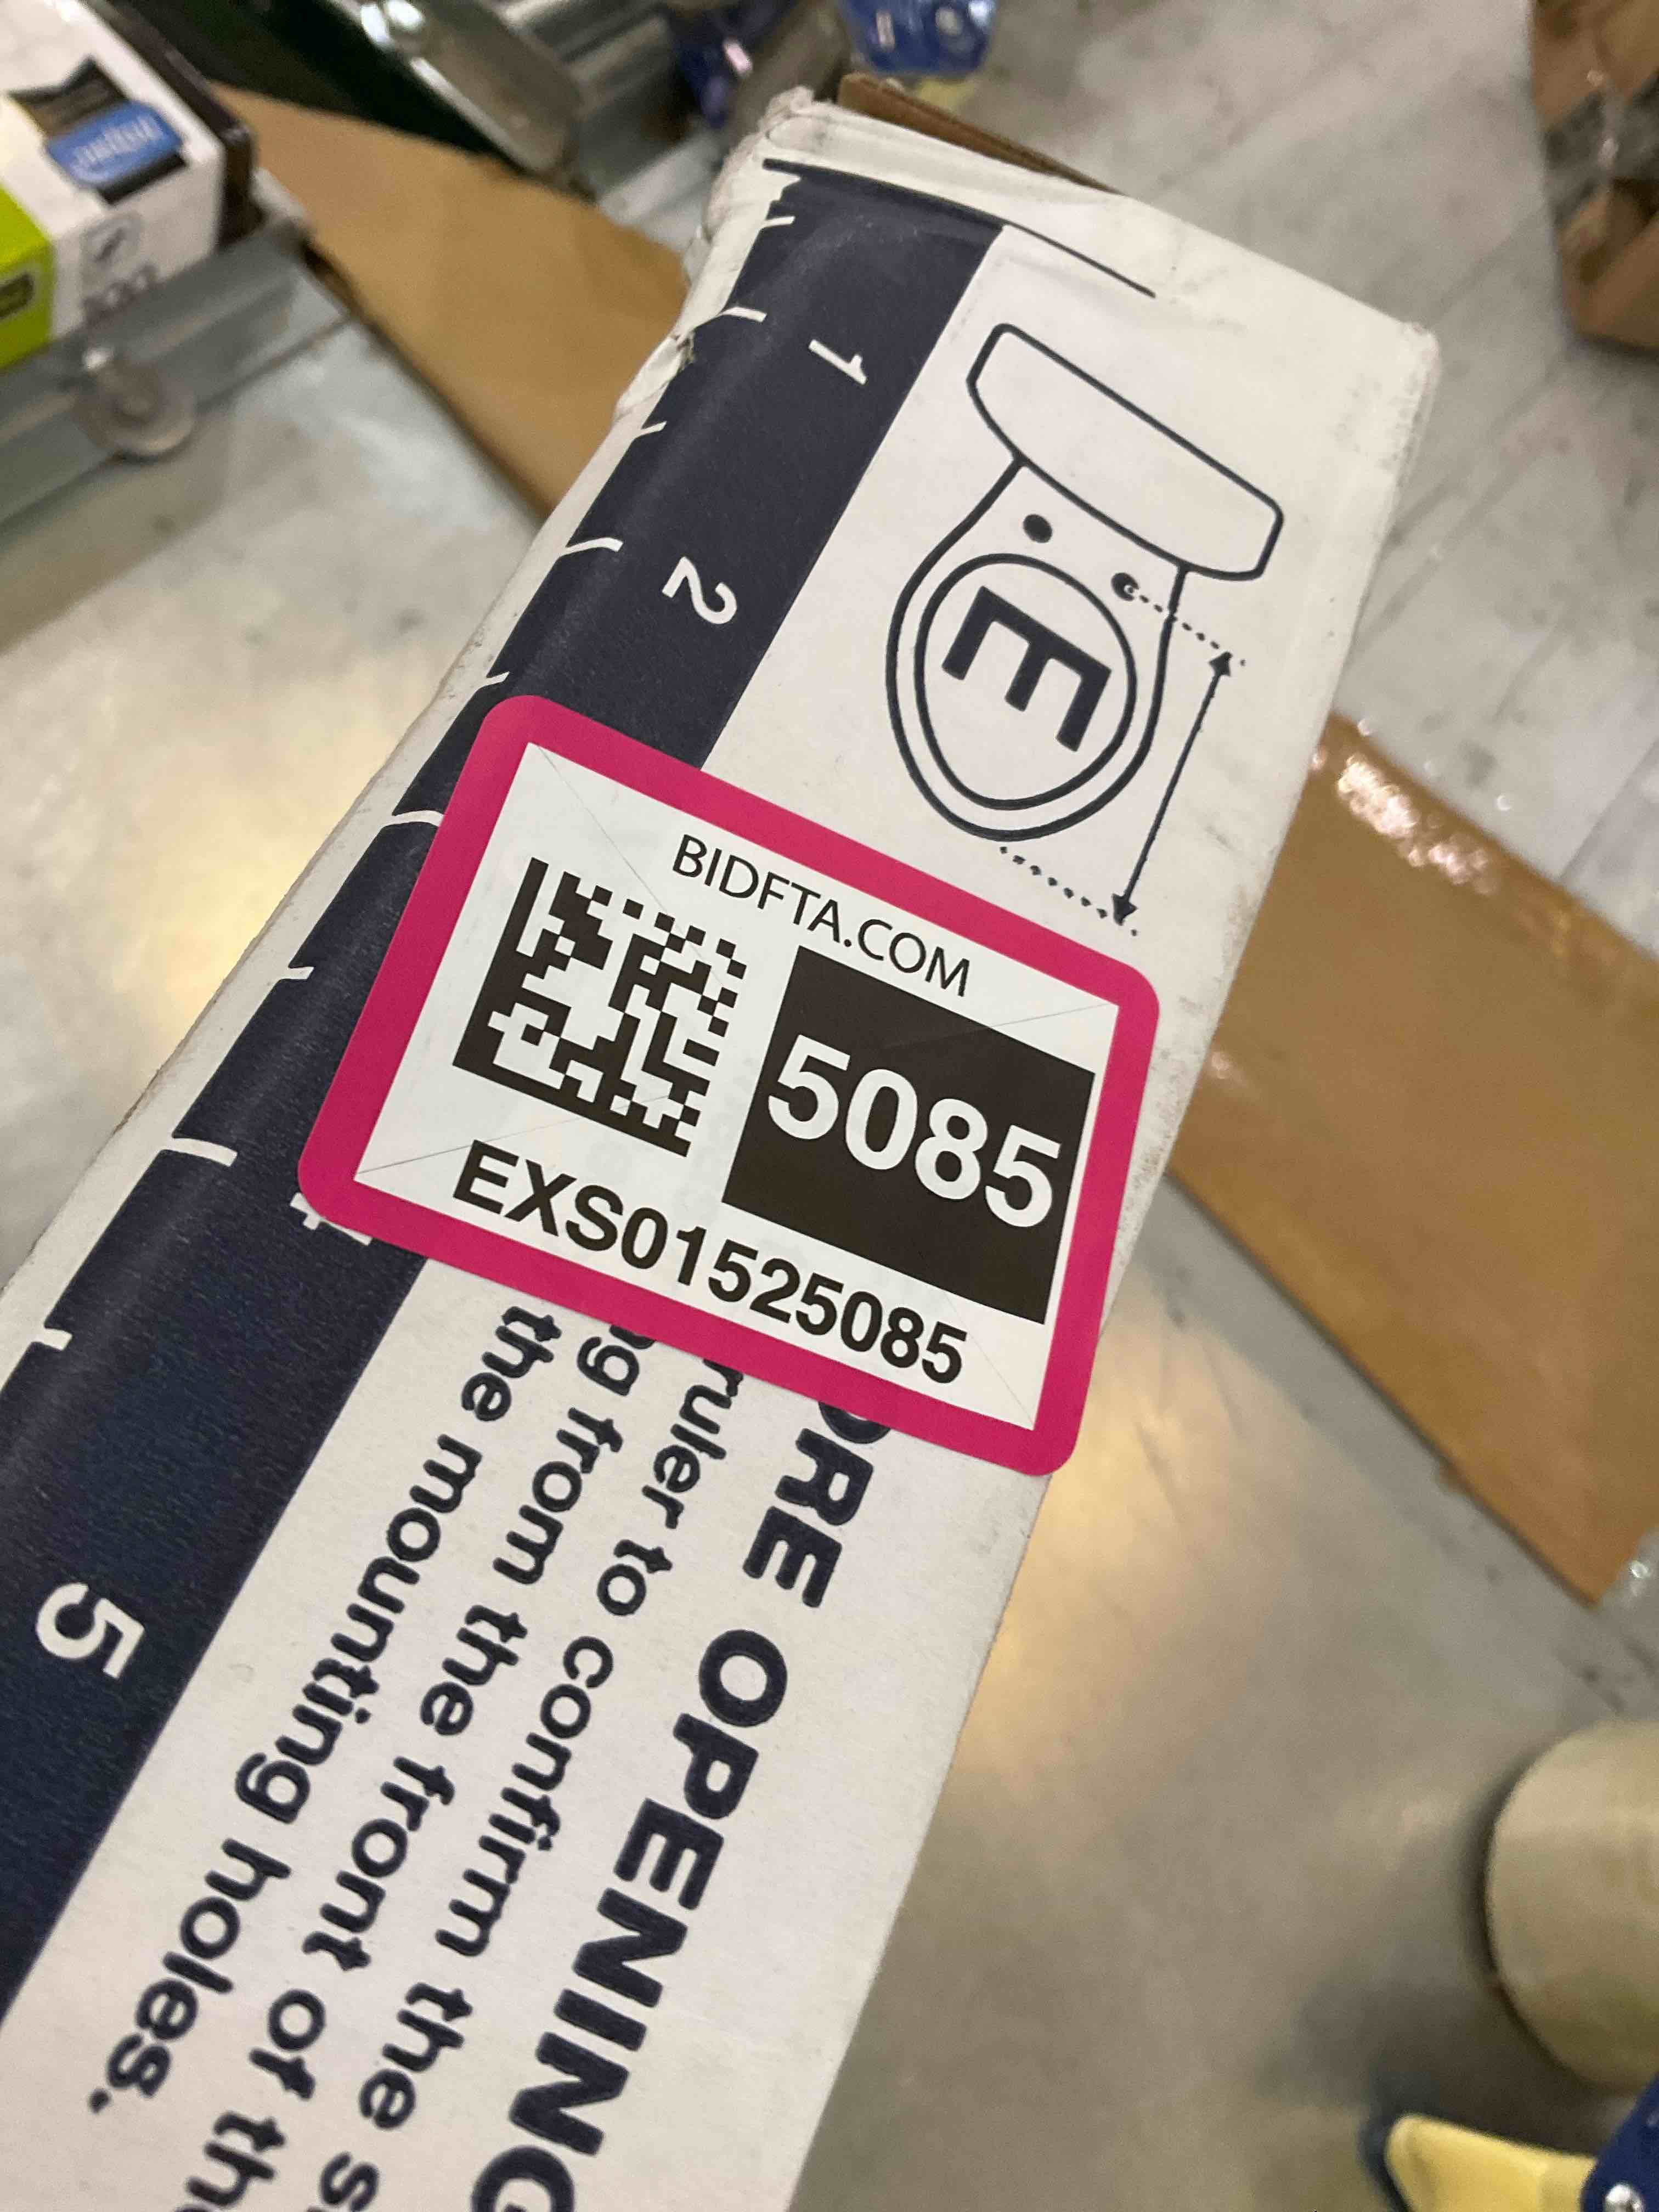 1
2
E
BIDFTA.COM
5085
EXS01525085
5
OPENING
ruler to confirm the
from the front of
the mounting holes.